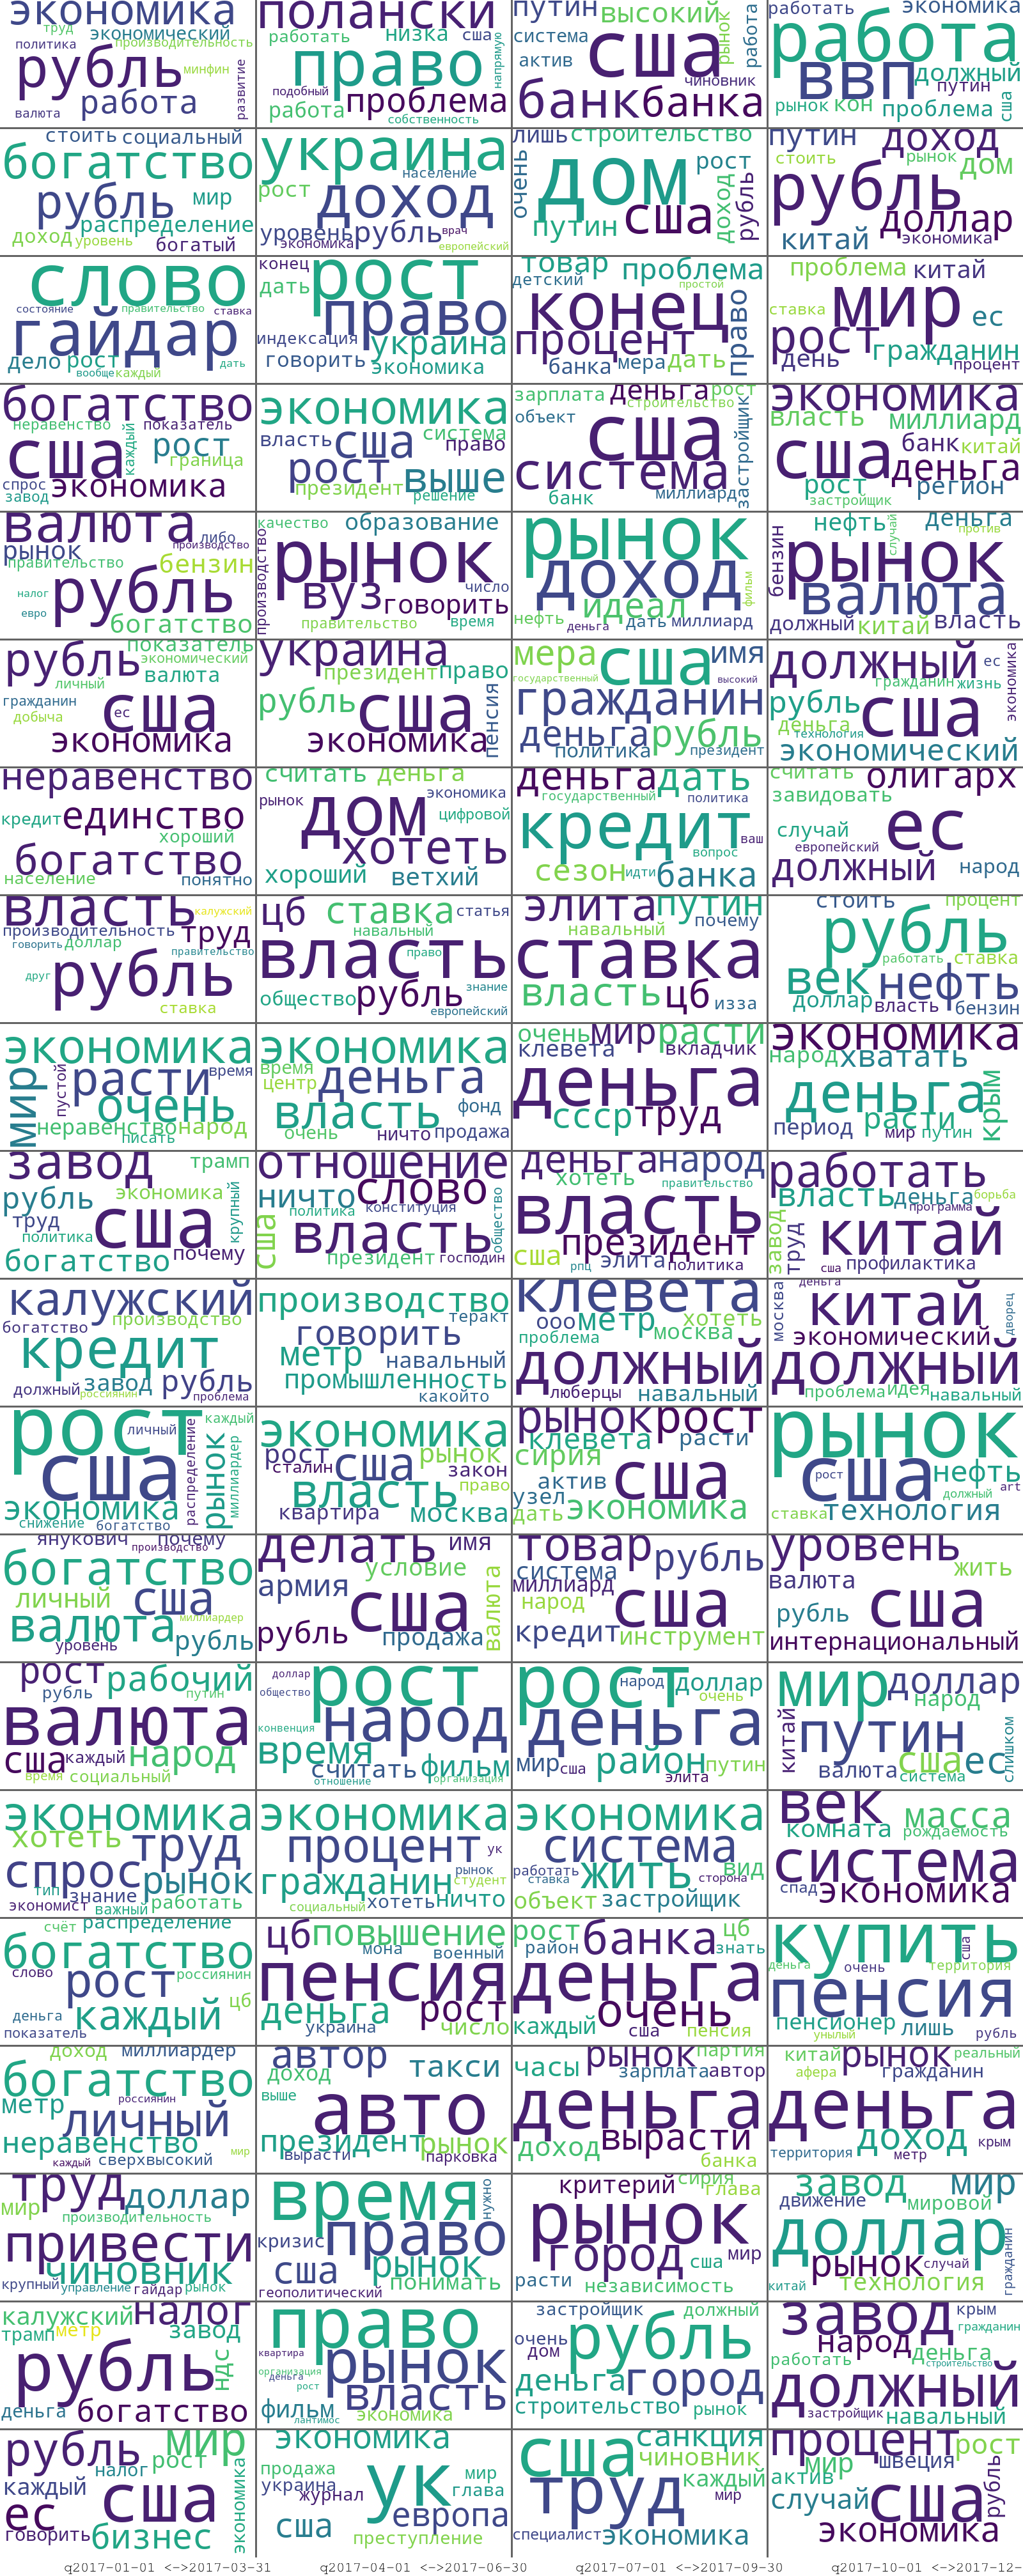 экономика
труд
экономический
политика
производительность
рубль
минфин
развитие
работа
валюта
полански
работать
низка
сша
право
напрямую
подобный
проблема
работа
собственность
путин
высокий
система
сша
рынок
работа
актив
чиновник
банк
банка
работать
экономика
работа
ввп
должный
путин
рынок
кон
проблема
сша
стоить
социальный
богатство
рубль
мир
распределение
доход
уровень
богатый
украина
население
рост
доход
уровень
рубль
врач
экономика
европейский
лишь
строительство
очень
дом
рост
доход
рубль
сша
путин
путин
доход
стоить
рынок
дом
рубль
доллар
китай
экономика
слово
состояние
правительство
ставка
гайдар
дело
рост
дать
вообще
каждый
конец
рост
дать
право
индексация
украина
говорить
экономика
товар
проблема
детский
простой
конец
право
процент
банка
мера
дать
проблема
китай
ставка
мир
ес
рост
день
гражданин
процент
богатство
неравенство
показатель
сша
каждый
рост
граница
спрос
завод
экономика
экономика
власть
сша
система
право
рост
выше
президент
решение
зарплата
деньга
рост
строительство
объект
сша
застройщик
система
банк
миллиард
экономика
власть
миллиард
сша
банк
китай
деньга
рост
регион
застройщик
валюта
либо
рынок
производство
правительство
бензин
рубль
налог
евро
богатство
качество
образование
производство
рынок
вуз
число
говорить
правительство
время
рынок
доход
идеал
фильм
нефть
деньга
дать
миллиард
нефть
случай
деньга
против
бензин
рынок
валюта
должный
китай
власть
показатель
рубль
экономический
валюта
личный
гражданин
добыча
ес
сша
экономика
украина
президент
право
рубль
сша
пенсия
экономика
мера
сша
имя
государственный
высокий
гражданин
деньга
рубль
политика
президент
должный
ес
гражданин
жизнь
экономика
рубль
деньга
технология
сша
экономический
неравенство
кредит
единство
хороший
богатство
население
понятно
считать
деньга
рынок
экономика
дом
цифровой
хотеть
хороший
ветхий
деньга
дать
государственный
политика
кредит
ваш
вопрос
сезон
идти
банка
считать
олигарх
завидовать
ес
случай
европейский
должный
народ
власть
калужский
производительность
труд
говорить
доллар
правительство
друг
рубль
ставка
цб
ставка
статья
навальный
власть
право
общество
рубль
знание
европейский
элита
путин
навальный
почему
ставка
власть
цб
изза
стоить
процент
рубль
работать
ставка
век
нефть
доллар
власть
бензин
экономика
мир
пустой
расти
время
очень
неравенство
народ
писать
экономика
время
центр
деньга
власть
фонд
очень
ничто
продажа
очень
мир
расти
клевета
вкладчик
деньга
ссср
труд
экономика
народ
хватать
деньга
крым
расти
период
мир
путин
завод
трамп
рубль
экономика
труд
политика
сша
крупный
богатство
почему
отношение
ничто
слово
политика
конституция
сша
власть
общество
президент
господин
деньга
народ
хотеть
правительство
власть
сша
президент
рпц
элита
политика
работать
власть
деньга
борьба
программа
завод
труд
китай
сша
профилактика
калужский
богатство
производство
кредит
должный
завод
рубль
россиянин
проблема
производство
теракт
говорить
метр
навальный
промышленность
какойто
клевета
ооо
метр
хотеть
проблема
москва
должный
люберцы
навальный
москва
деньга
китай
дворец
экономический
должный
проблема
идея
навальный
рост
личный
каждый
сша
распределение
рынок
миллиардер
экономика
снижение
богатство
экономика
рост
рынок
сталин
сша
закон
власть
право
квартира
москва
рынок
рост
клевета
расти
сирия
актив
сша
узел
дать
экономика
рынок
сша
рост
нефть
art
должный
ставка
технология
янукович
почему
производство
богатство
личный
сша
валюта
миллиардер
уровень
рубль
делать
имя
условие
армия
валюта
сша
рубль
продажа
товар
рубль
система
миллиард
народ
сша
кредит
инструмент
уровень
жить
валюта
рубль
сша
интернациональный
рост
рабочий
рубль
путин
валюта
сша
каждый
народ
время
социальный
доллар
рост
общество
народ
конвенция
время
считать
фильм
отношение
организация
рост
народ
доллар
очень
деньга
мир
сша
район
путин
элита
мир
доллар
народ
китай
путин
слишком
сша
ес
валюта
система
экономика
хотеть
труд
спрос
рынок
тип
знание
экономист
важный
работать
экономика
процент
ук
рынок
гражданин
студент
социальный
хотеть
ничто
экономика
система
работать
ставка
жить
вид
сторона
объект
застройщик
век
масса
комната
рождаемость
система
спад
экономика
счёт
распределение
богатство
слово
рост
россиянин
деньга
каждый
цб
показатель
цб
повышение
мона
военный
пенсия
деньга
рост
украина
число
рост
банка
цб
район
знать
деньга
каждый
очень
сша
пенсия
купить
сша
деньга
очень
территория
пенсия
пенсионер
лишь
унылый
рубль
доход
миллиардер
богатство
метр
россиянин
личный
неравенство
мир
каждый
сверхвысокий
автор
такси
доход
выше
авто
президент
рынок
вырасти
парковка
часы
рынок
партия
зарплата
автор
деньга
доход
вырасти
банка
китай
рынок
реальный
афера
гражданин
деньга
доход
крым
территория
метр
труд
доллар
мир
производительность
привести
чиновник
крупный
управление
гайдар
рынок
время
нужно
кризис
право
сша
рынок
понимать
геополитический
критерий
сирия
глава
рынок
город
сша
мир
расти
независимость
завод
мир
движение
мировой
доллар
гражданин
рынок
случай
китай
технология
калужский
налог
трамп
метр
завод
рубль
ндс
деньга
богатство
право
квартира
рынок
организация
деньга
рост
власть
фильм
экономика
лантимос
застройщик
должный
очень
дом
рубль
деньга
город
строительство
рынок
завод
крым
гражданин
народ
работать
деньга
строительство
должный
застройщик
навальный
рубль
мир
налог
рост
каждый
сша
экономика
ес
говорить
бизнес
экономика
продажа
украина
журнал
ук
мир
глава
сша
европа
преступление
сша
санкция
чиновник
труд
каждый
мир
специалист
экономика
процент
рост
мир
швеция
актив
случай
сша
рубль
экономика
q2017-01-01 <->2017-03-31
q2017-04-01 <->2017-06-30
q2017-07-01 <->2017-09-30
q2017-10-01 <->2017-12-